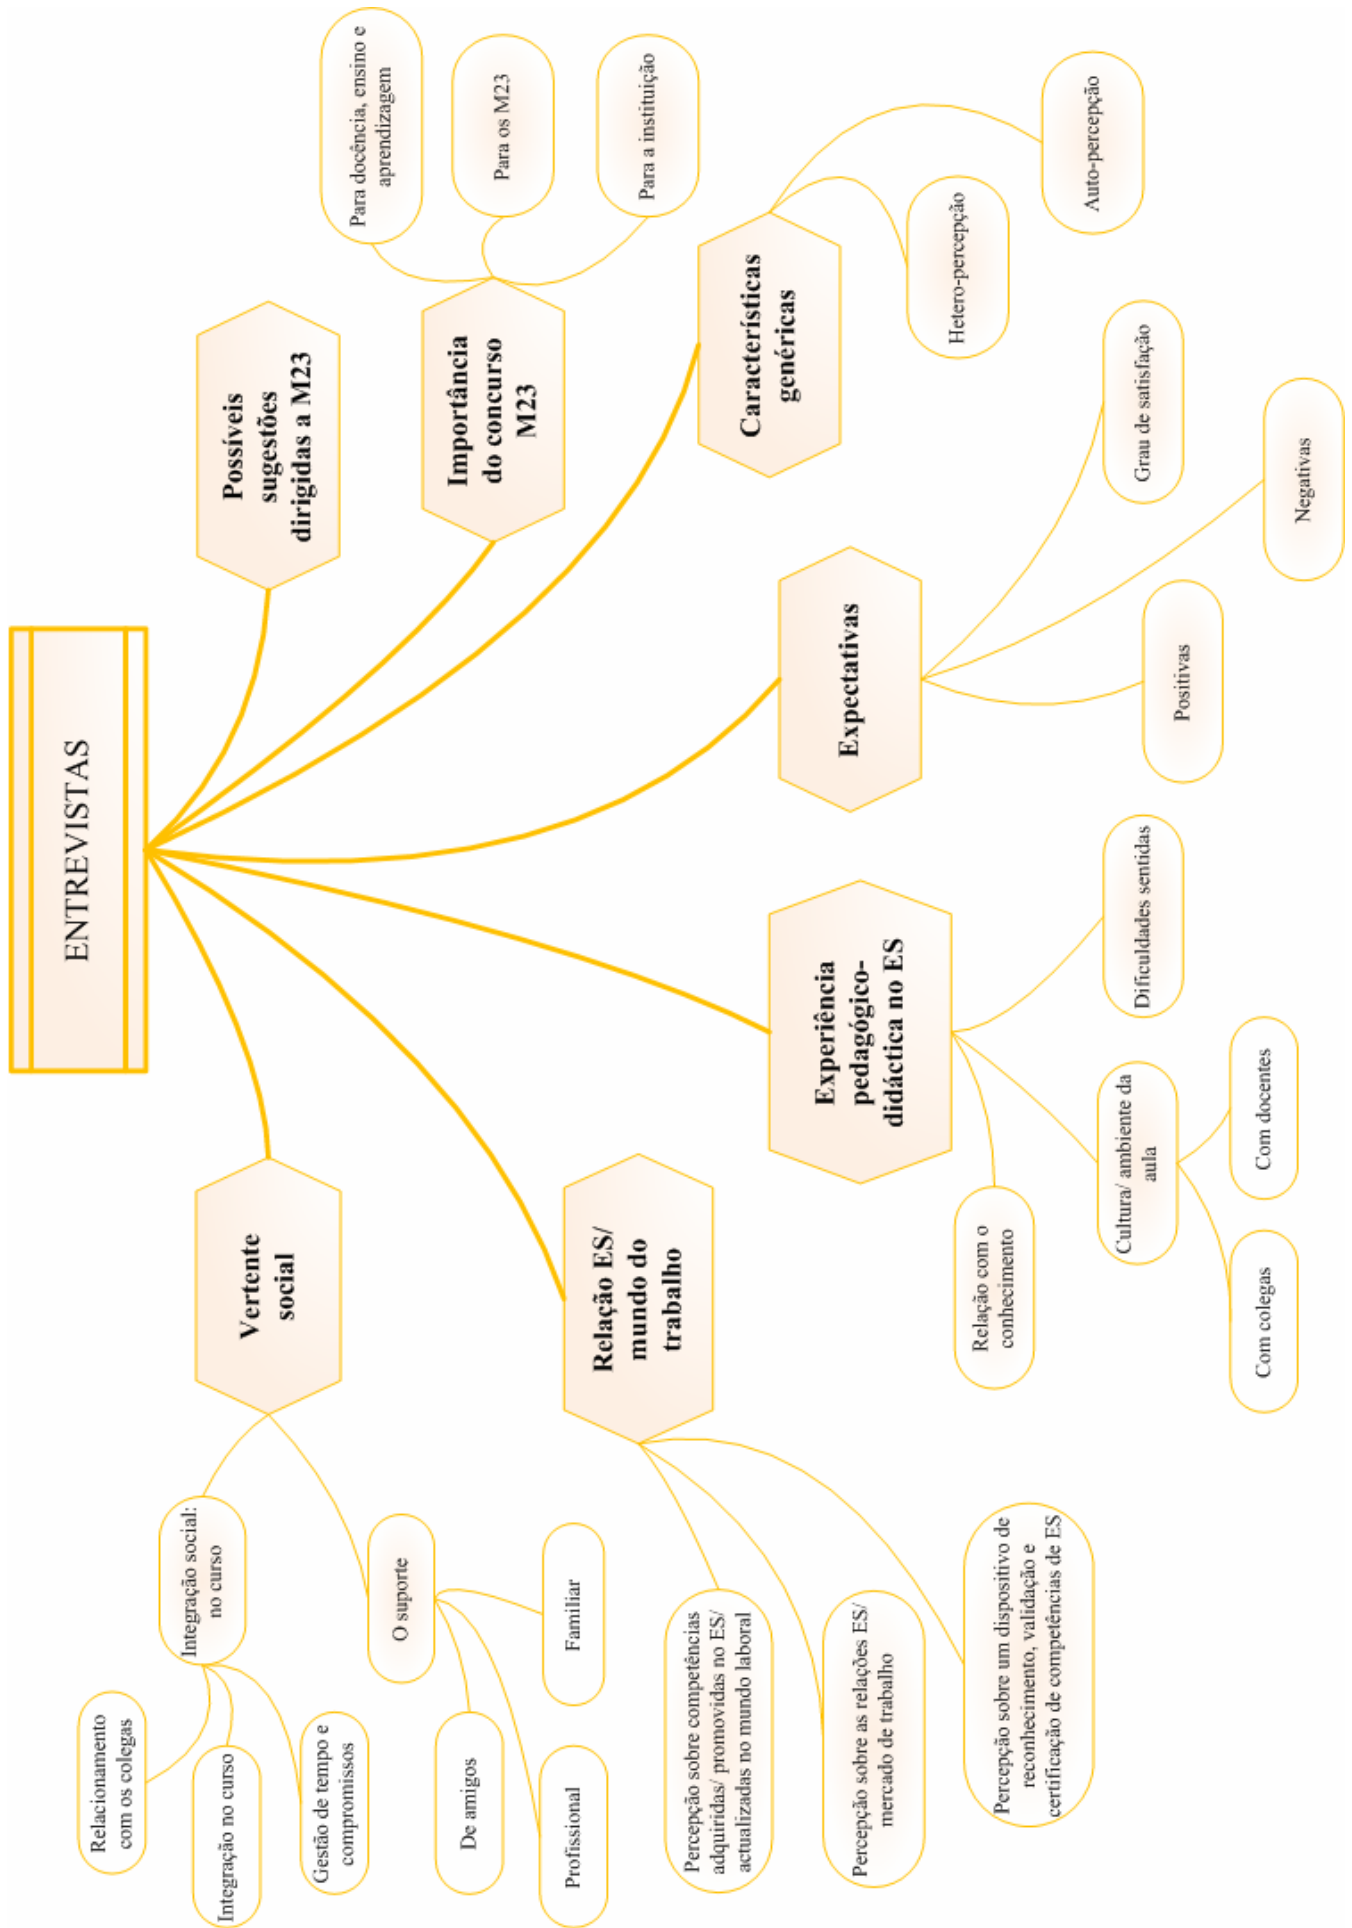 ENTREVISTAS
Vertente
social
Integração social:
no curso
Relacionamento
com os colegas
Integração no curso
Gestão de tempo e
compromissos
O suporte
De amigos
Profissional
Familiar
Relação ES/
mundo do
trabalho
Percepção sobre competências
adquiridas/ promovidas no ES/
actualizadas no mundo laboral
Percepção sobre as relações ES/
mercado de trabalho
Percepção sobre um dispositivo de
reconhecimento, validação e
certificação de competências de ES
Experiência
pedagógico-
didáctica no ES
Relação com o
conhecimento
Cultura/ ambiente da
aula
Com colegas
Com docentes
Dificuldades sentidas
Expectativas
Positivas
Negativas
Grau de satisfação
Características
genéricas
Hetero-percepção
Auto-percepção
Importância
do concurso
M23
Para docência, ensino e
aprendizagem
Para os M23
Para a instituição
Possíveis
sugestões
dirigidas a M23